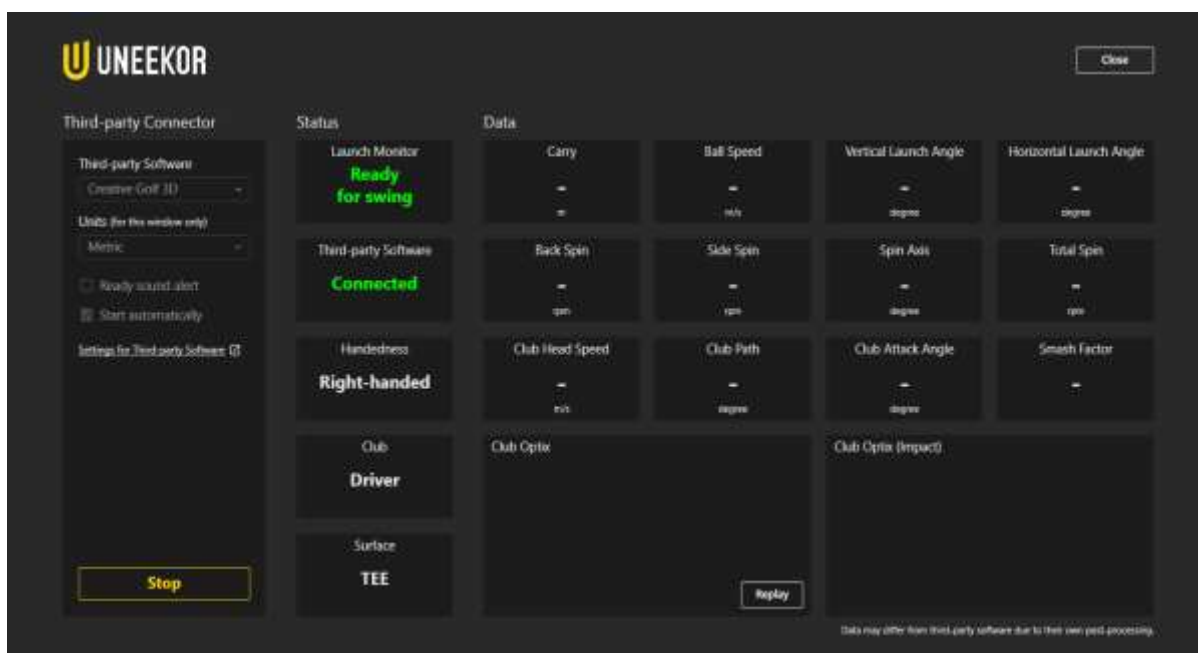 UNEEKOR
Close
Third-party Connector
Third-party Software
Creative Golf 3D
Units (for this window only)
Metric
Ready sound alert
Start automatically
Settings for Third party Software
Stop
Status
Launch Monitor
Ready
for swing
Third-party Software
Connected
Handedness
Right-handed
Club
Driver
Surface
TEE
Data
Carry
-
m
Ball Speed
-
m/s
Vertical Launch Angle
-
degree
Horizontal Launch Angle
-
degree
Back Spin
-
rpm
Side Spin
-
rpm
Spin Axis
-
degree
Total Spin
-
rpm
Club Head Speed
-
m/s
Club Path
-
degree
Club Attack Angle
-
degree
Smash Factor
-
Club Optix
Replay
Club Optix (Impact)
Data may differ from third-party software due to their own post-processing.